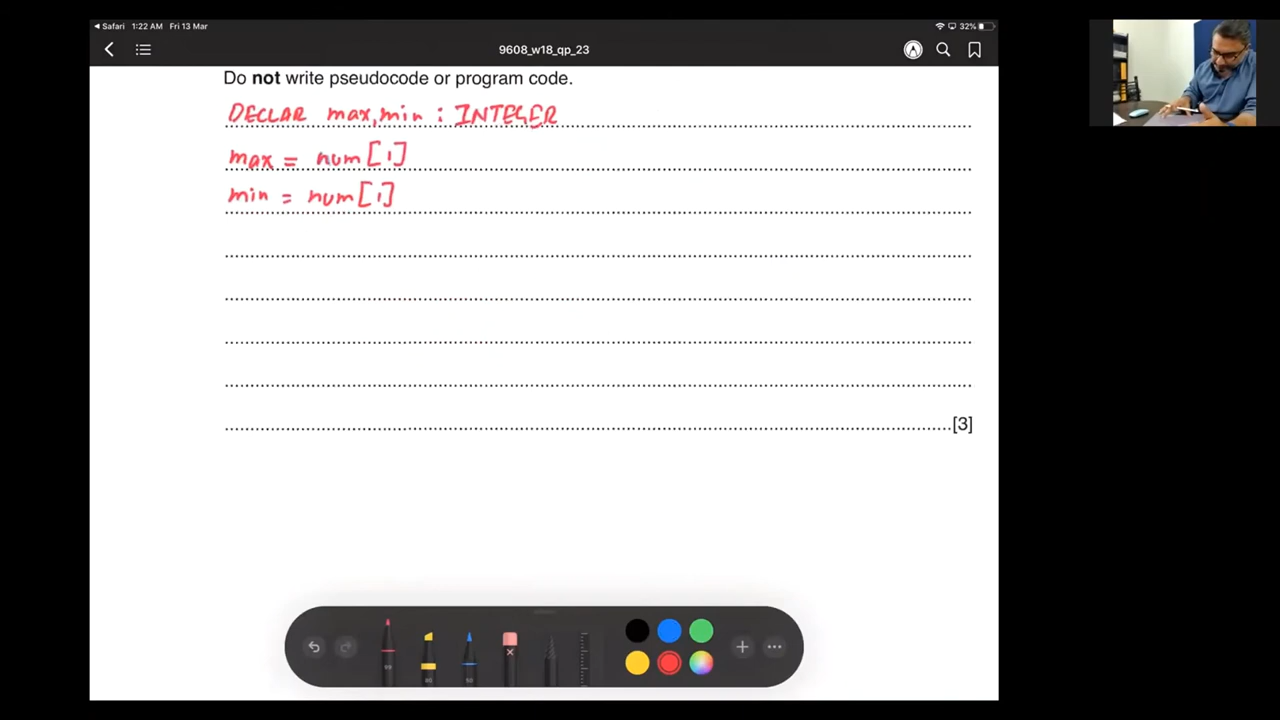 Safari 1:22 AM Fri 13 Mar
32%
9608_w18_qp_23
Do not write pseudocode or program code.
DECLAR max,min : INTEGER
max = num[1]
min = num[1]
[3]